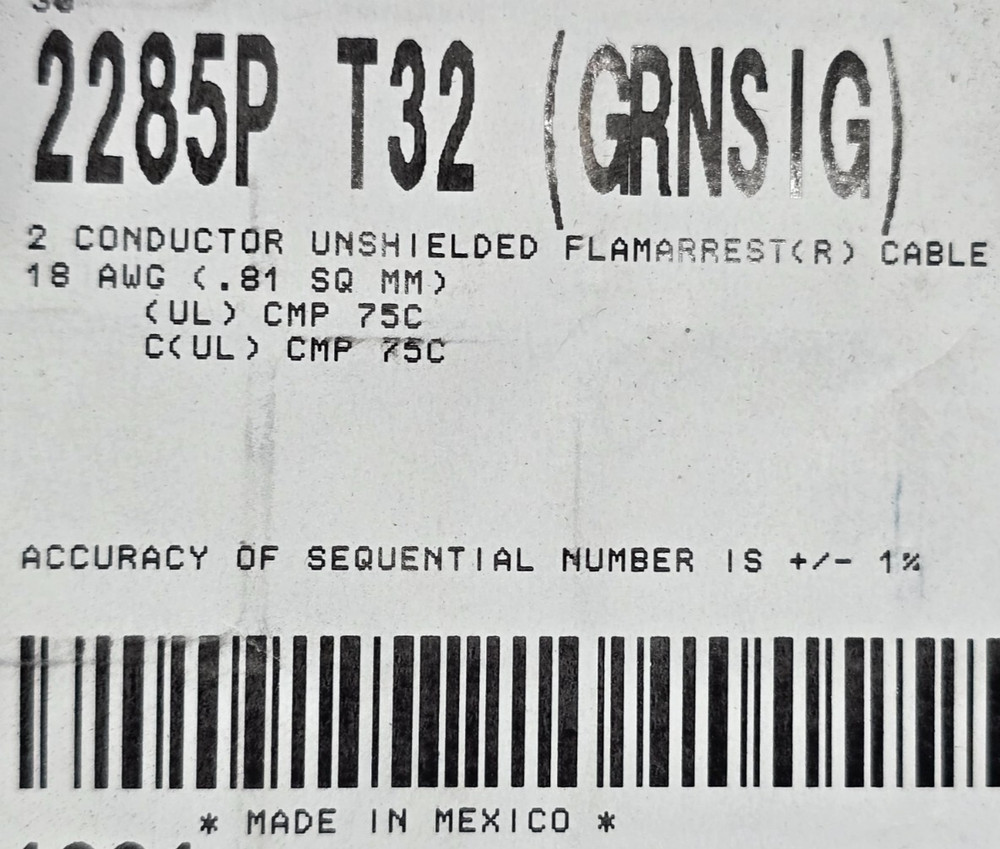 2285P T32 (GRNSIG)
2 CONDUCTOR UNSHIELDED FLAMARREST(R) CABLE
18 AWG (.81 SQ MM)
(UL) CMP 75C
C(UL) CMP 75C
ACCURACY OF SEQUENTIAL NUMBER IS +/- 1%
* MADE IN MEXICO *